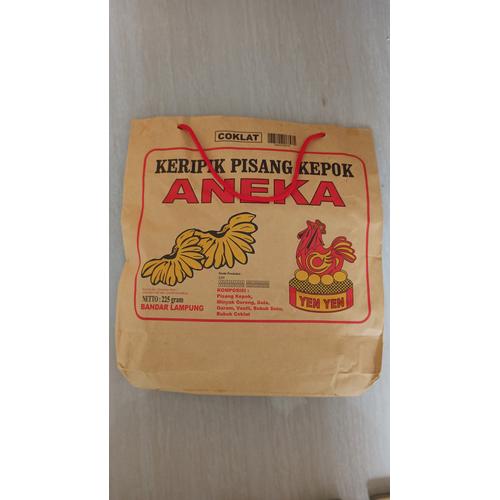 COKLAT
KERIPIK PISANG KEPOK
ANEKA
YEN YEN
NETTO : 225 gram
BANDAR LAMPUNG
KOMPOSISI :
Pisang Kepok,
Minyak Goreng, Gula,
Garam, Vanili, Bubuk Susu,
Bubuk Coklat